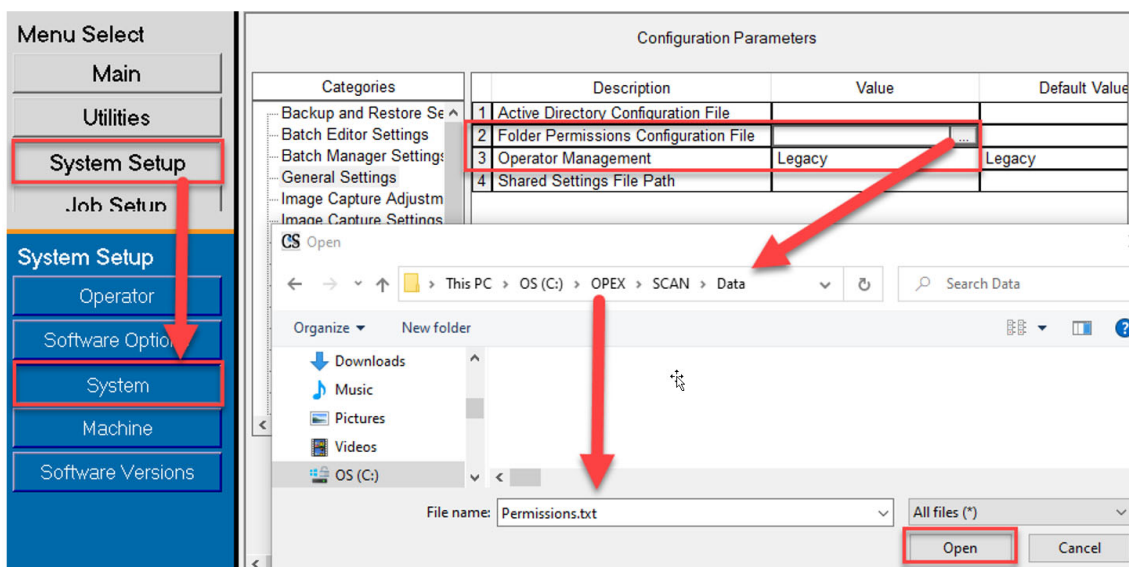 Menu Select
Main
Utilities
System Setup
Job Setup
System Setup
Operator
System
Machine
Software Versions
Configuration Parameters
Categories
Description Value Default Value
Backup and Restore Se
Batch Editor Settings
Batch Manager Settings
General Settings
Image Capture Adjustm
Image Capture Settings
1 Active Directory Configuration File
2 Folder Permissions Configuration File ...
3 Operator Management Legacy Legacy
4 Shared Settings File Path
CS Open
This PC > OS (C:) > OPEX > SCAN > Data
Search Data
Organize
New folder
Downloads
Music
Pictures
Videos
OS (C:)
File name: Permissions.txt
All files (*)
Open
Cancel